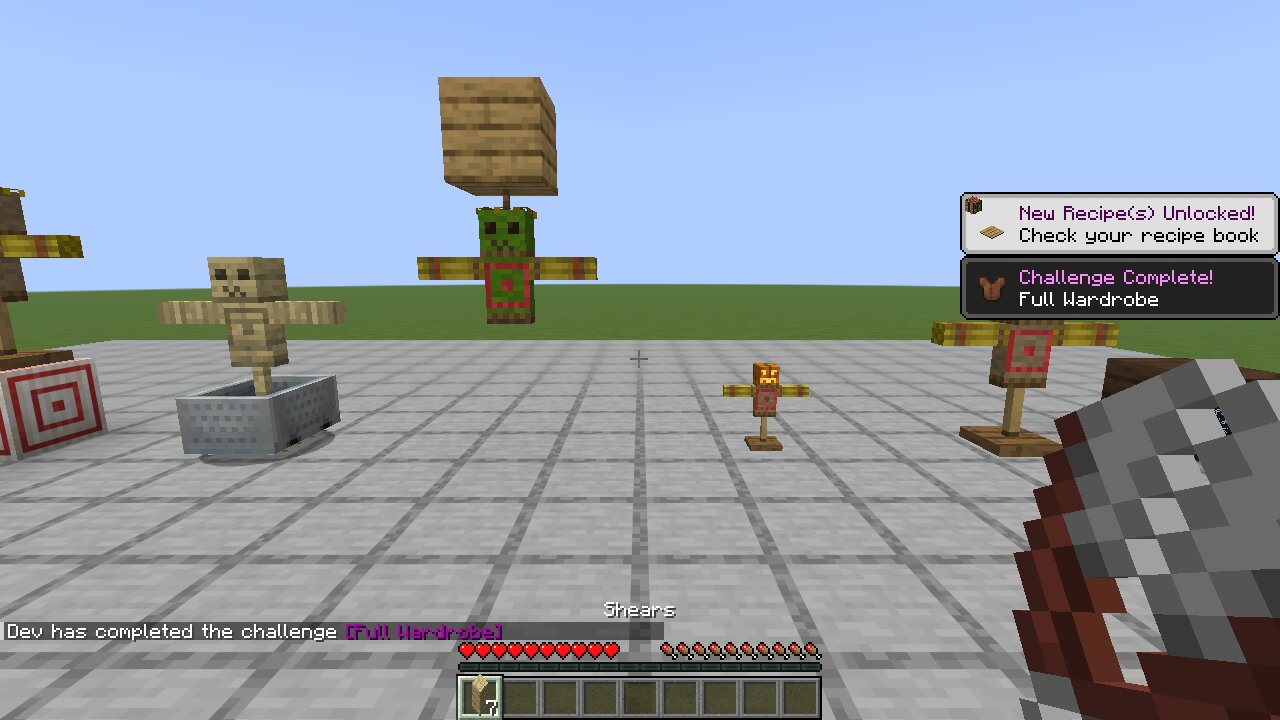 New Recipe(s) Unlocked!
Check your recipe book
Challenge Complete!
Full Wardrobe
Shears
Dev has completed the challenge [Full Wardrobe]
7